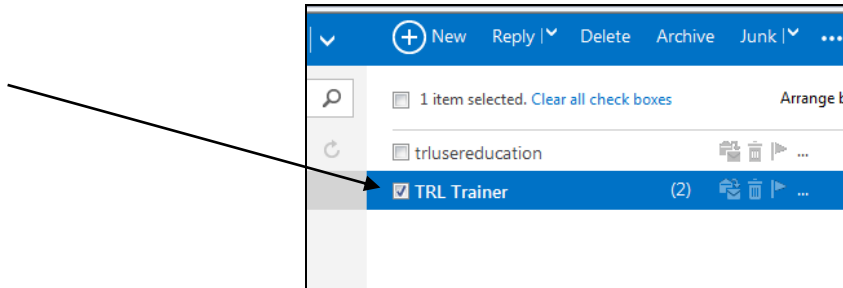 New Reply Delete Archive Junk ...
1 item selected. Clear all check boxes Arrange b
trlusereducation ...
TRL Trainer (2) ...